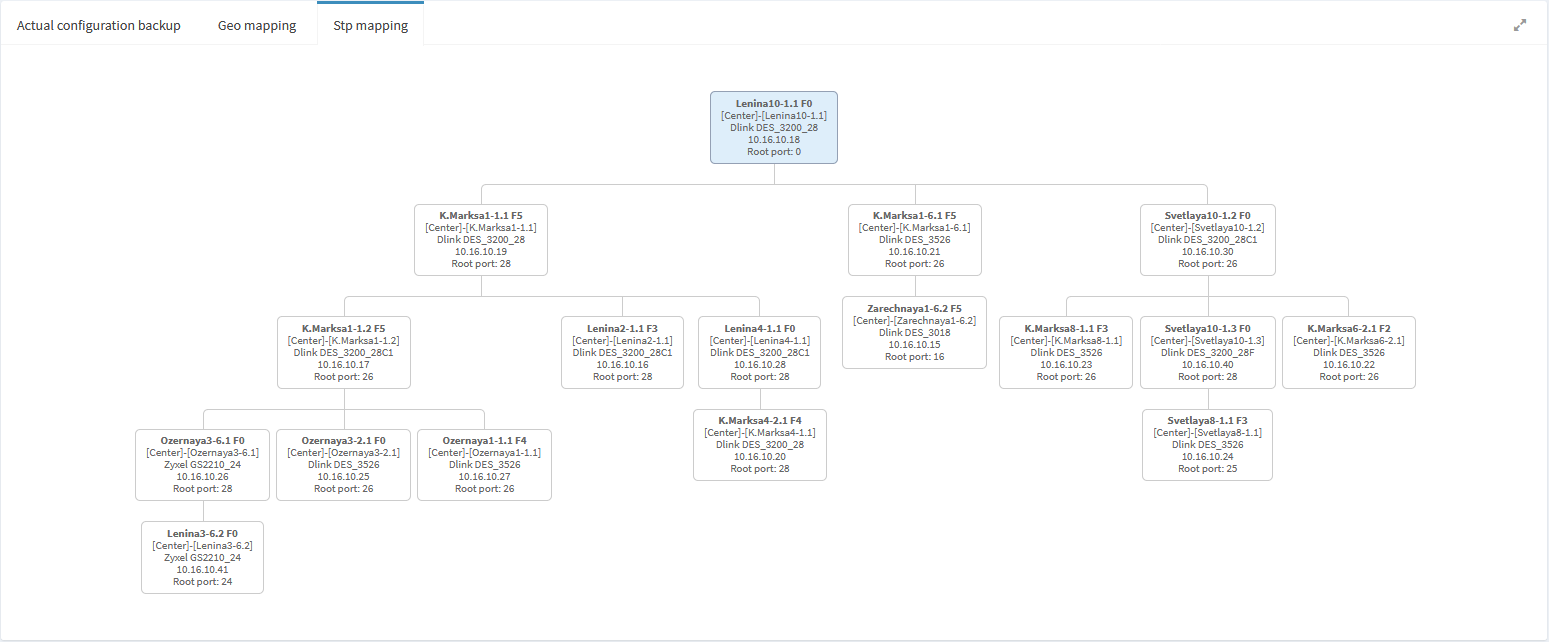 Actual configuration backup
Geo mapping
Stp mapping
Lenina10-1.1 F0
[Center]-[Lenina10-1.1]
Dlink DES_3200_28
10.16.10.18
Root port: 0
K.Marksa1-1.1 F5
[Center]-[K.Marksa1-1.1]
Dlink DES_3200_28
10.16.10.19
Root port: 28
K.Marksa1-6.1 F5
[Center]-[K.Marksa1-6.1]
Dlink DES_3526
10.16.10.21
Root port: 26
Svetlaya10-1.2 F0
[Center]-[Svetlaya10-1.2]
Dlink DES_3200_28C1
10.16.10.30
Root port: 26
K.Marksa1-1.2 F5
[Center]-[K.Marksa1-1.2]
Dlink DES_3200_28C1
10.16.10.17
Root port: 26
Lenina2-1.1 F3
[Center]-[Lenina2-1.1]
Dlink DES_3200_28C1
10.16.10.16
Root port: 28
Lenina4-1.1 F0
[Center]-[Lenina4-1.1]
Dlink DES_3200_28C1
10.16.10.28
Root port: 28
Zarechnaya1-6.2 F5
[Center]-[Zarechnaya1-6.2]
Dlink DES_3018
10.16.10.15
Root port: 16
K.Marksa8-1.1 F3
[Center]-[K.Marksa8-1.1]
Dlink DES_3526
10.16.10.23
Root port: 26
Svetlaya10-1.3 F0
[Center]-[Svetlaya10-1.3]
Dlink DES_3200_28F
10.16.10.40
Root port: 28
K.Marksa6-2.1 F2
[Center]-[K.Marksa6-2.1]
Dlink DES_3526
10.16.10.22
Root port: 26
Ozernaya3-6.1 F0
[Center]-[Ozernaya3-6.1]
Zyxel GS2210_24
10.16.10.26
Root port: 28
Ozernaya3-2.1 F0
[Center]-[Ozernaya3-2.1]
Dlink DES_3526
10.16.10.25
Root port: 26
Ozernaya1-1.1 F4
[Center]-[Ozernaya1-1.1]
Dlink DES_3526
10.16.10.27
Root port: 26
K.Marksa4-2.1 F4
[Center]-[K.Marksa4-1.1]
Dlink DES_3200_28
10.16.10.20
Root port: 28
Svetlaya8-1.1 F3
[Center]-[Svetlaya8-1.1]
Dlink DES_3526
10.16.10.24
Root port: 25
Lenina3-6.2 F0
[Center]-[Lenina3-6.2]
Zyxel GS2210_24
10.16.10.41
Root port: 24